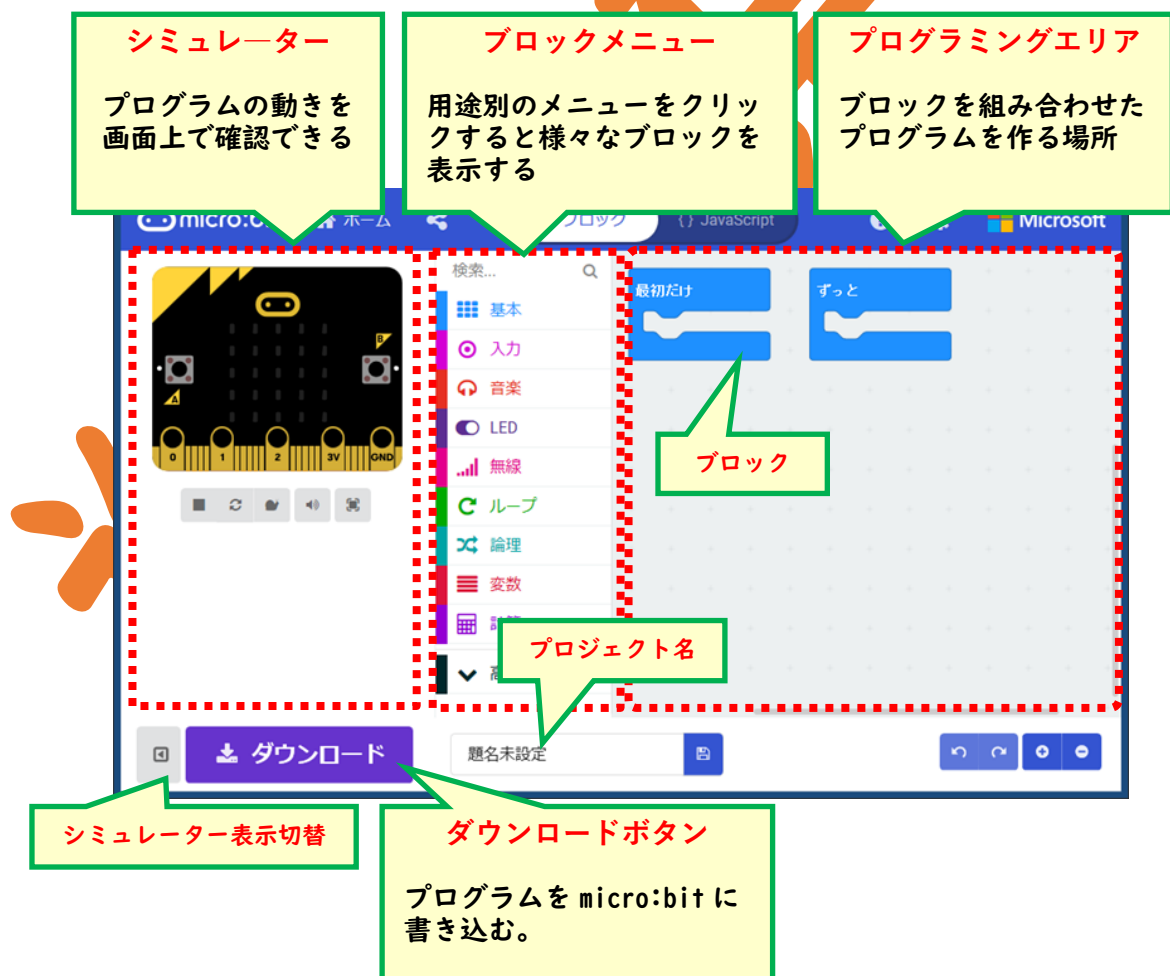 シミュレ―ター
プログラムの動きを
画面上で確認できる
ブロックメニュー
用途別のメニューをクリッ
クすると様々なブロックを
表示する
プログラミングエリア
ブロックを組み合わせた
プログラムを作る場所
ホーム
ブロック
{} JavaScript
Microsoft
検索...
基本
入力
音楽
LED
無線
ループ
論理
変数
最初だけ
ずっと
A
B
0
1
2
3V
GND
ブロック
プロジェクト名
ダウンロード
題名未設定
シミュレーター表示切替
ダウンロードボタン
プログラムを micro:bit に
書き込む。